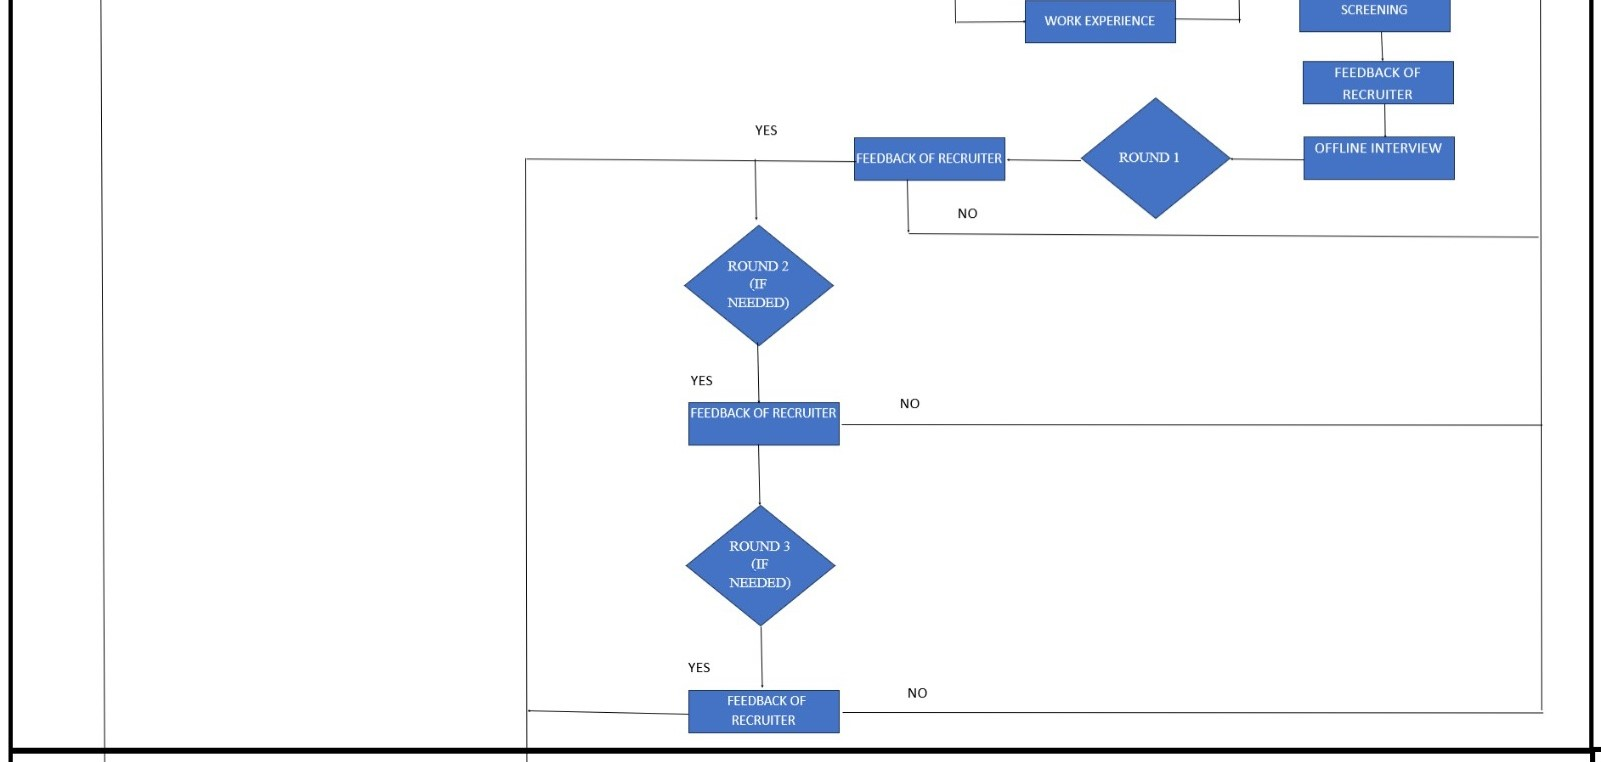 WORK EXPERIENCE
SCREENING
FEEDBACK OF
RECRUITER
OFFLINE INTERVIEW
ROUND 1
FEEDBACK OF RECRUITER
YES
NO
ROUND 2
(IF
NEEDED)
YES
FEEDBACK OF RECRUITER
NO
ROUND 3
(IF
NEEDED)
YES
FEEDBACK OF
RECRUITER
NO